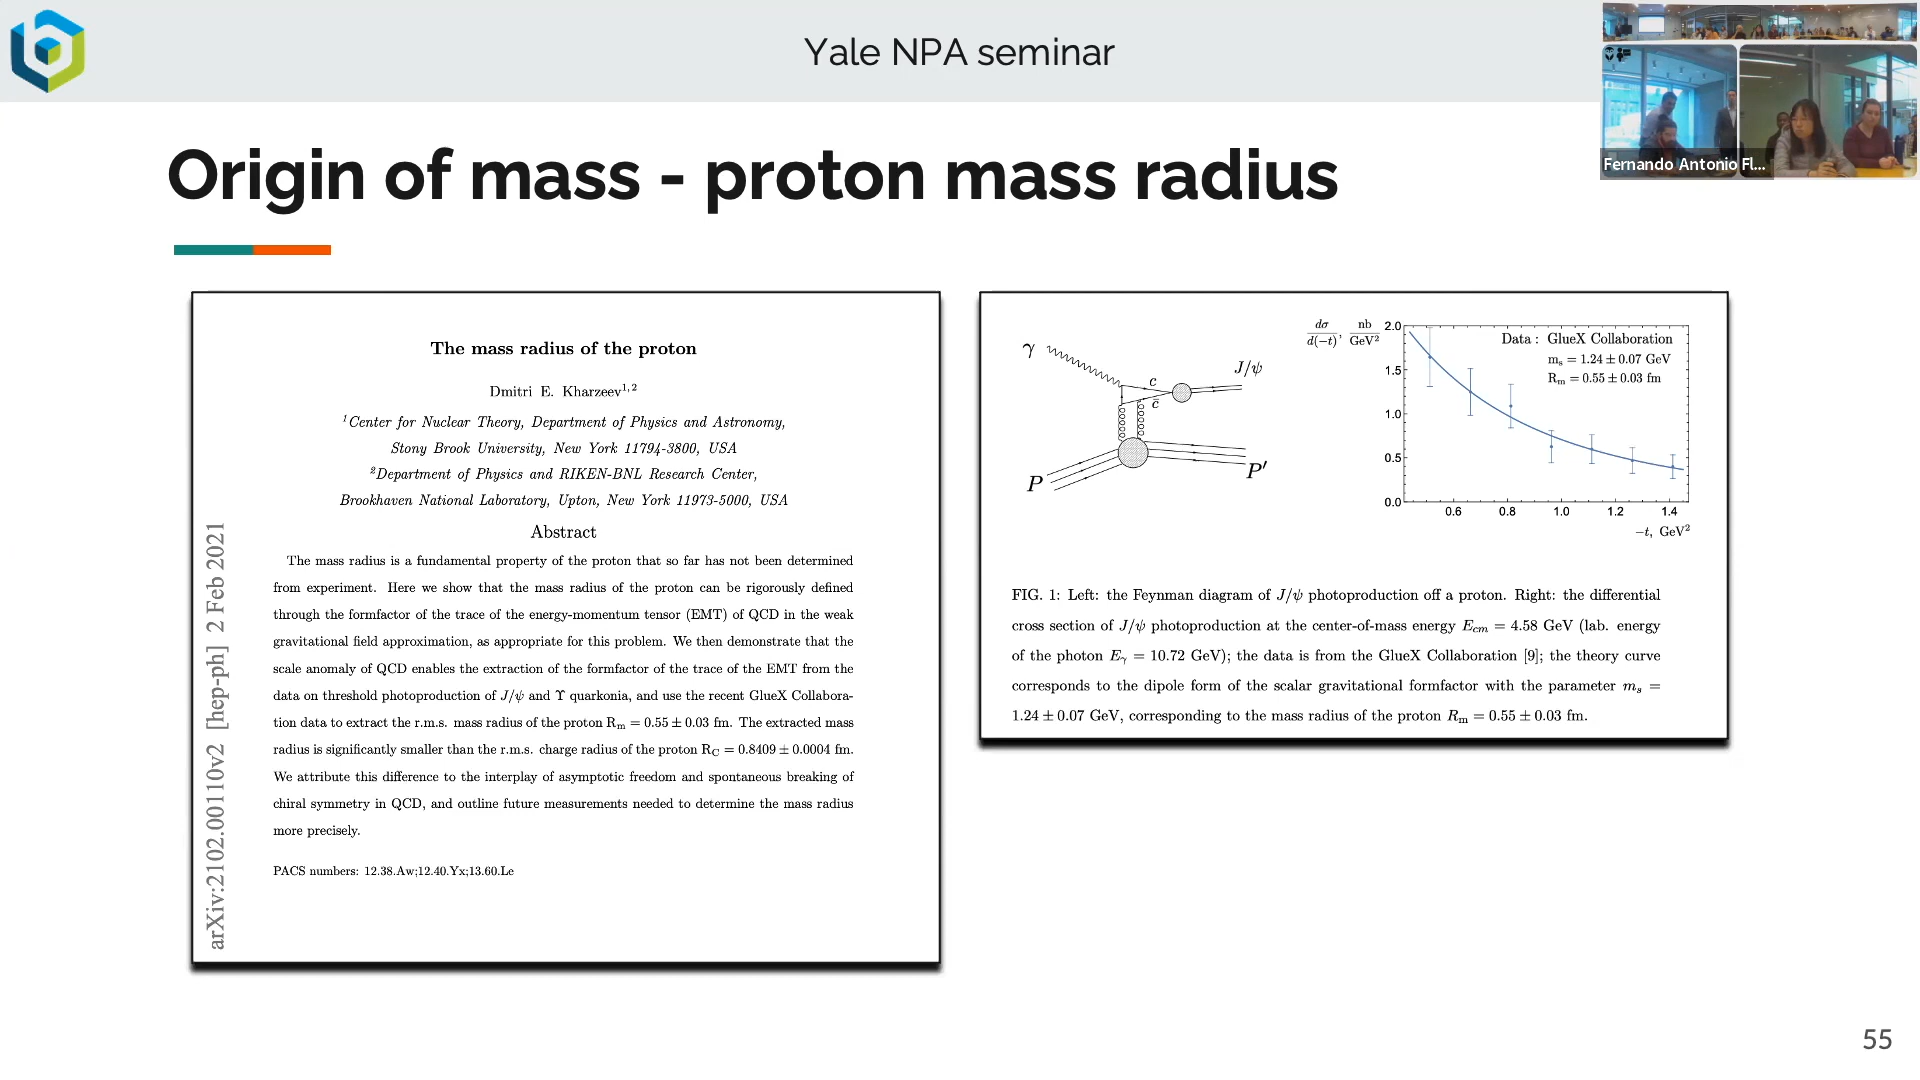 Yale NPA seminar
Fernando Antonio Fl...
Origin of mass - proton mass radius
The mass radius of the proton
Dmitri E. Kharzeev1,2
1Center for Nuclear Theory, Department of Physics and Astronomy,
Stony Brook University, New York 11794-3800, USA
2Department of Physics and RIKEN-BNL Research Center,
Brookhaven National Laboratory, Upton, New York 11973-5000, USA
Abstract
The mass radius is a fundamental property of the proton that so far has not been determined
from experiment. Here we show that the mass radius of the proton can be rigorously defined
through the formfactor of the trace of the energy-momentum tensor (EMT) of QCD in the weak
gravitational field approximation, as appropriate for this problem. We then demonstrate that the
scale anomaly of QCD enables the extraction of the formfactor of the trace of the EMT from the
data on threshold photoproduction of J/ψ and ϒ quarkonia, and use the recent GlueX Collabora-
tion data to extract the r.m.s. mass radius of the proton Rm = 0.55 ± 0.03 fm. The extracted mass
radius is significantly smaller than the r.m.s. charge radius of the proton RC = 0.8409 ± 0.0004 fm.
We attribute this difference to the interplay of asymptotic freedom and spontaneous breaking of
chiral symmetry in QCD, and outline future measurements needed to determine the mass radius
more precisely.
PACS numbers: 12.38.Aw;12.40.Yx;13.60.Le
arXiv:2102.00110v2 [hep-ph] 2 Feb 2021
γ
c
c̄
J/ψ
P
P′
dσ/d(−t), nb/GeV²
2.0
1.5
1.0
0.5
0.0
Data : GlueX Collaboration
ms = 1.24 ± 0.07 GeV
Rm = 0.55 ± 0.03 fm
0.6 0.8 1.0 1.2 1.4
−t, GeV²
FIG. 1: Left: the Feynman diagram of J/ψ photoproduction off a proton. Right: the differential
cross section of J/ψ photoproduction at the center-of-mass energy Ecm = 4.58 GeV (lab. energy
of the photon Eγ = 10.72 GeV); the data is from the GlueX Collaboration [9]; the theory curve
corresponds to the dipole form of the scalar gravitational formfactor with the parameter ms =
1.24 ± 0.07 GeV, corresponding to the mass radius of the proton Rm = 0.55 ± 0.03 fm.
55